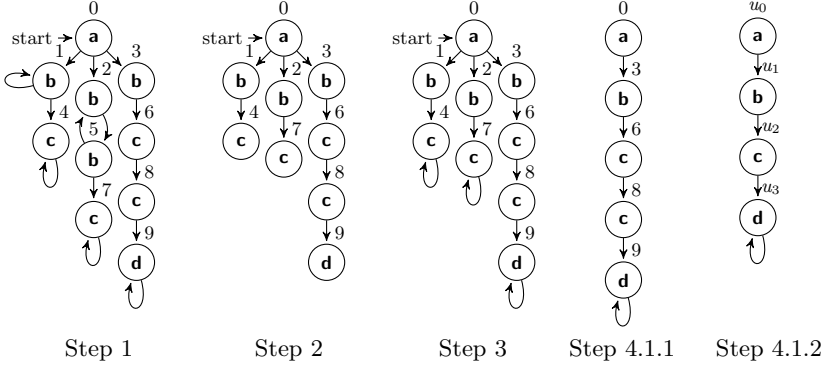 0 0 0 0 u0
start a start a start a a a
1 2 3 1 2 3 1 2 3 3 u1
b b b b b b b b b b b
4 5 6 4 7 6 4 7 6 6 u2
c b c c c c c c c c c
7 8 8 8 8 u3
c c c c c d
9 9 9 9
d d d d
Step 1 Step 2 Step 3 Step 4.1.1 Step 4.1.2